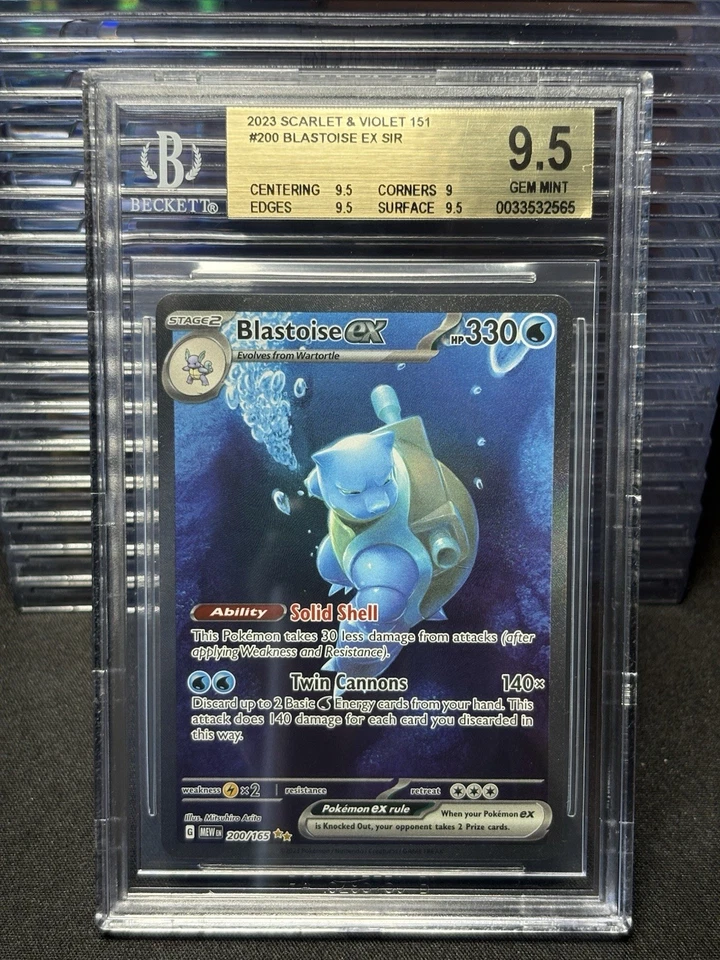 2023 SCARLET & VIOLET 151
#200 BLASTOISE EX SIR
9.5
GEM MINT
CENTERING 9.5 CORNERS 9
EDGES 9.5 SURFACE 9.5
0033532565
B
BECKETT®
STAGE2
Blastoise ex
HP 330
Evolves from Wartortle
Ability Solid Shell
This Pokémon takes 30 less damage from attacks (after
applying Weakness and Resistance).
Twin Cannons 140×
Discard up to 2 Basic Energy cards from your hand. This
attack does 140 damage for each card you discarded in
this way.
weakness ×2 resistance retreat
Illus. Mitsuhiro Arita
G MEW EN 200/165
Pokémon ex rule
When your Pokémon ex
is Knocked Out, your opponent takes 2 Prize cards.